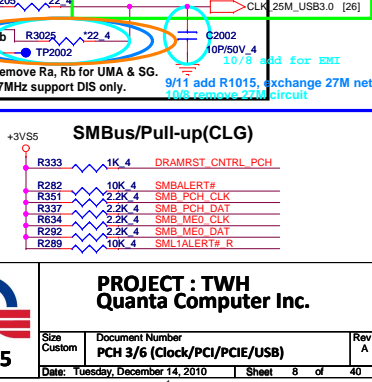 22_4
CLK_25M_USB3.0 [26]
b R3025 *22_4 C2002
TP2002 10P/50V_4
10/8 add for EMI
emove Ra, Rb for UMA & SG.
7MHz support DIS only.
9/11 add R1015, exchange 27M net
10/8 remove 27M circuit
SMBus/Pull-up(CLG)
+3VS5
R333 1K_4 DRAMRST_CNTRL_PCH
R282 10K_4 SMBALERT#
R351 2.2K_4 SMB_PCH_CLK
R337 2.2K_4 SMB_PCH_DAT
R634 2.2K_4 SMB_ME0_CLK
R292 2.2K_4 SMB_ME0_DAT
R289 10K_4 SML1ALERT#_R
PROJECT : TWH
Quanta Computer Inc.
5
Size Document Number Rev
Custom PCH 3/6 (Clock/PCI/PCIE/USB) A
Date: Tuesday, December 14, 2010 Sheet 8 of 40